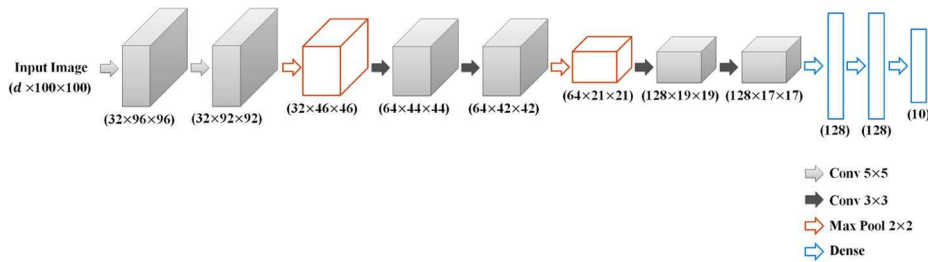 Input Image
(d ×100×100)
(32×96×96)
(32×92×92)
(32×46×46)
(64×44×44)
(64×42×42)
(64×21×21)
(128×19×19)
(128×17×17)
(128)
(128)
(10)
Conv 5×5
Conv 3×3
Max Pool 2×2
Dense